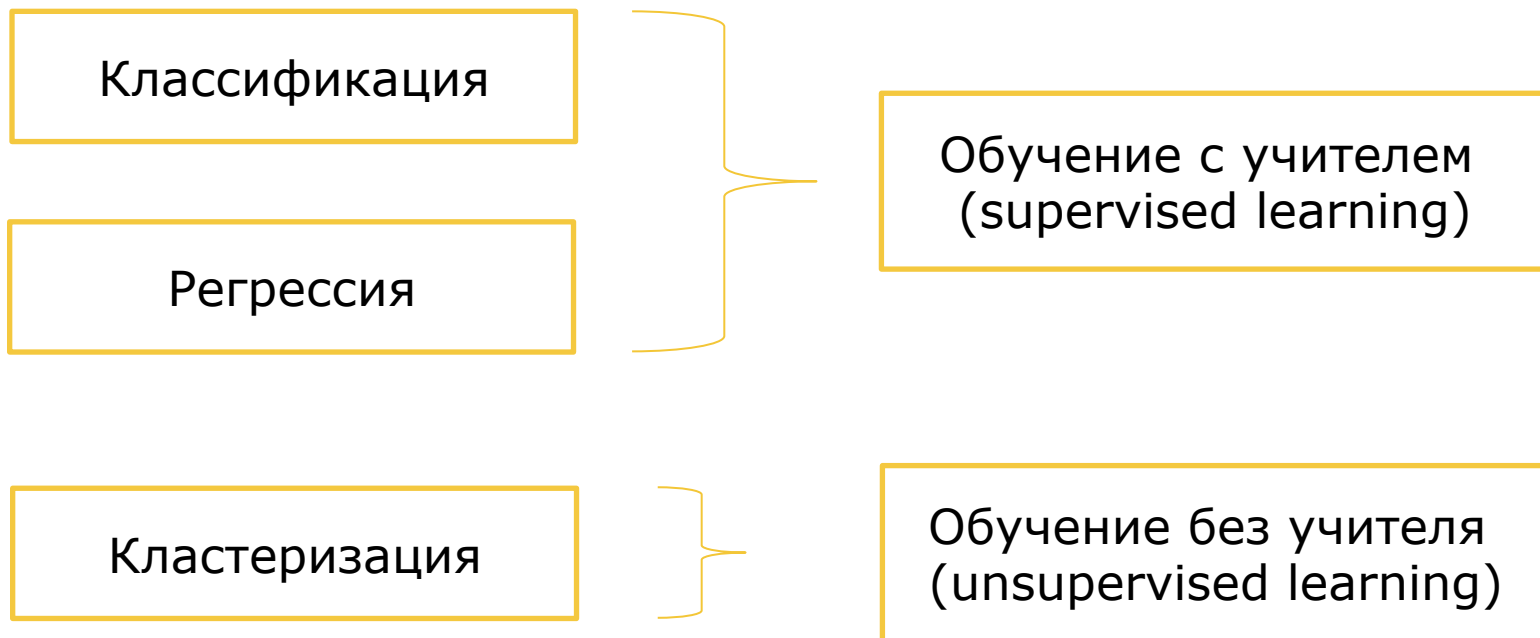 Классификация
Регрессия
Обучение с учителем
(supervised learning)
Кластеризация
Обучение без учителя
(unsupervised learning)